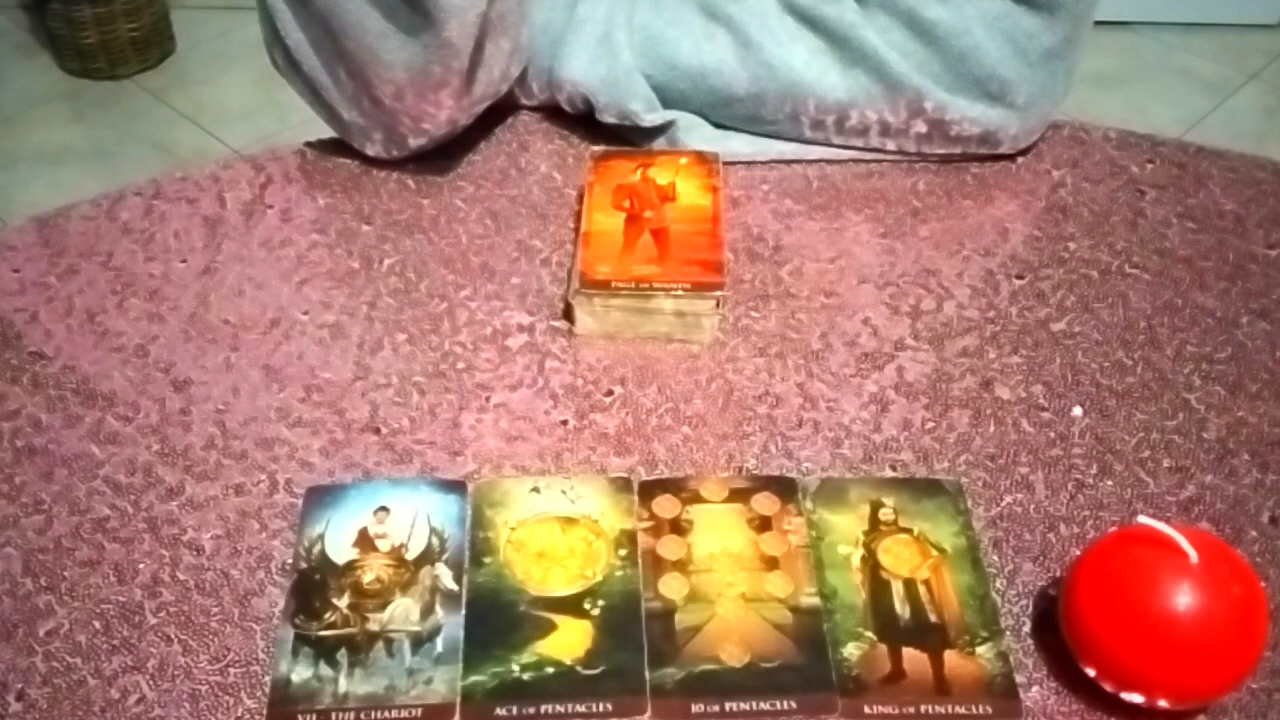 PAGE OF WANDS
VII - THE CHARIOT
ACE OF PENTACLES
10 OF PENTACLES
KING OF PENTACLES